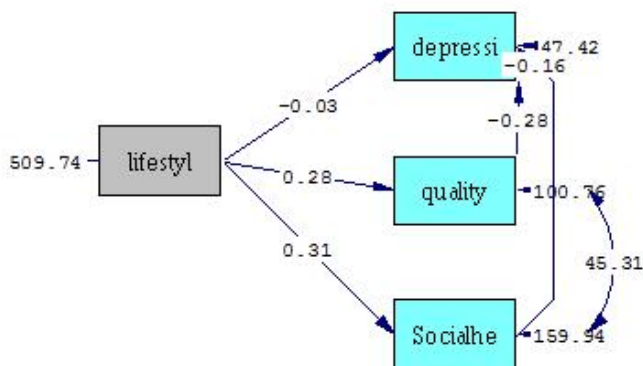 depressi
47.42
-0.16
-0.03
-0.28
509.74
lifestyl
0.28
quality
100.76
0.31
45.31
Socialhe
159.94